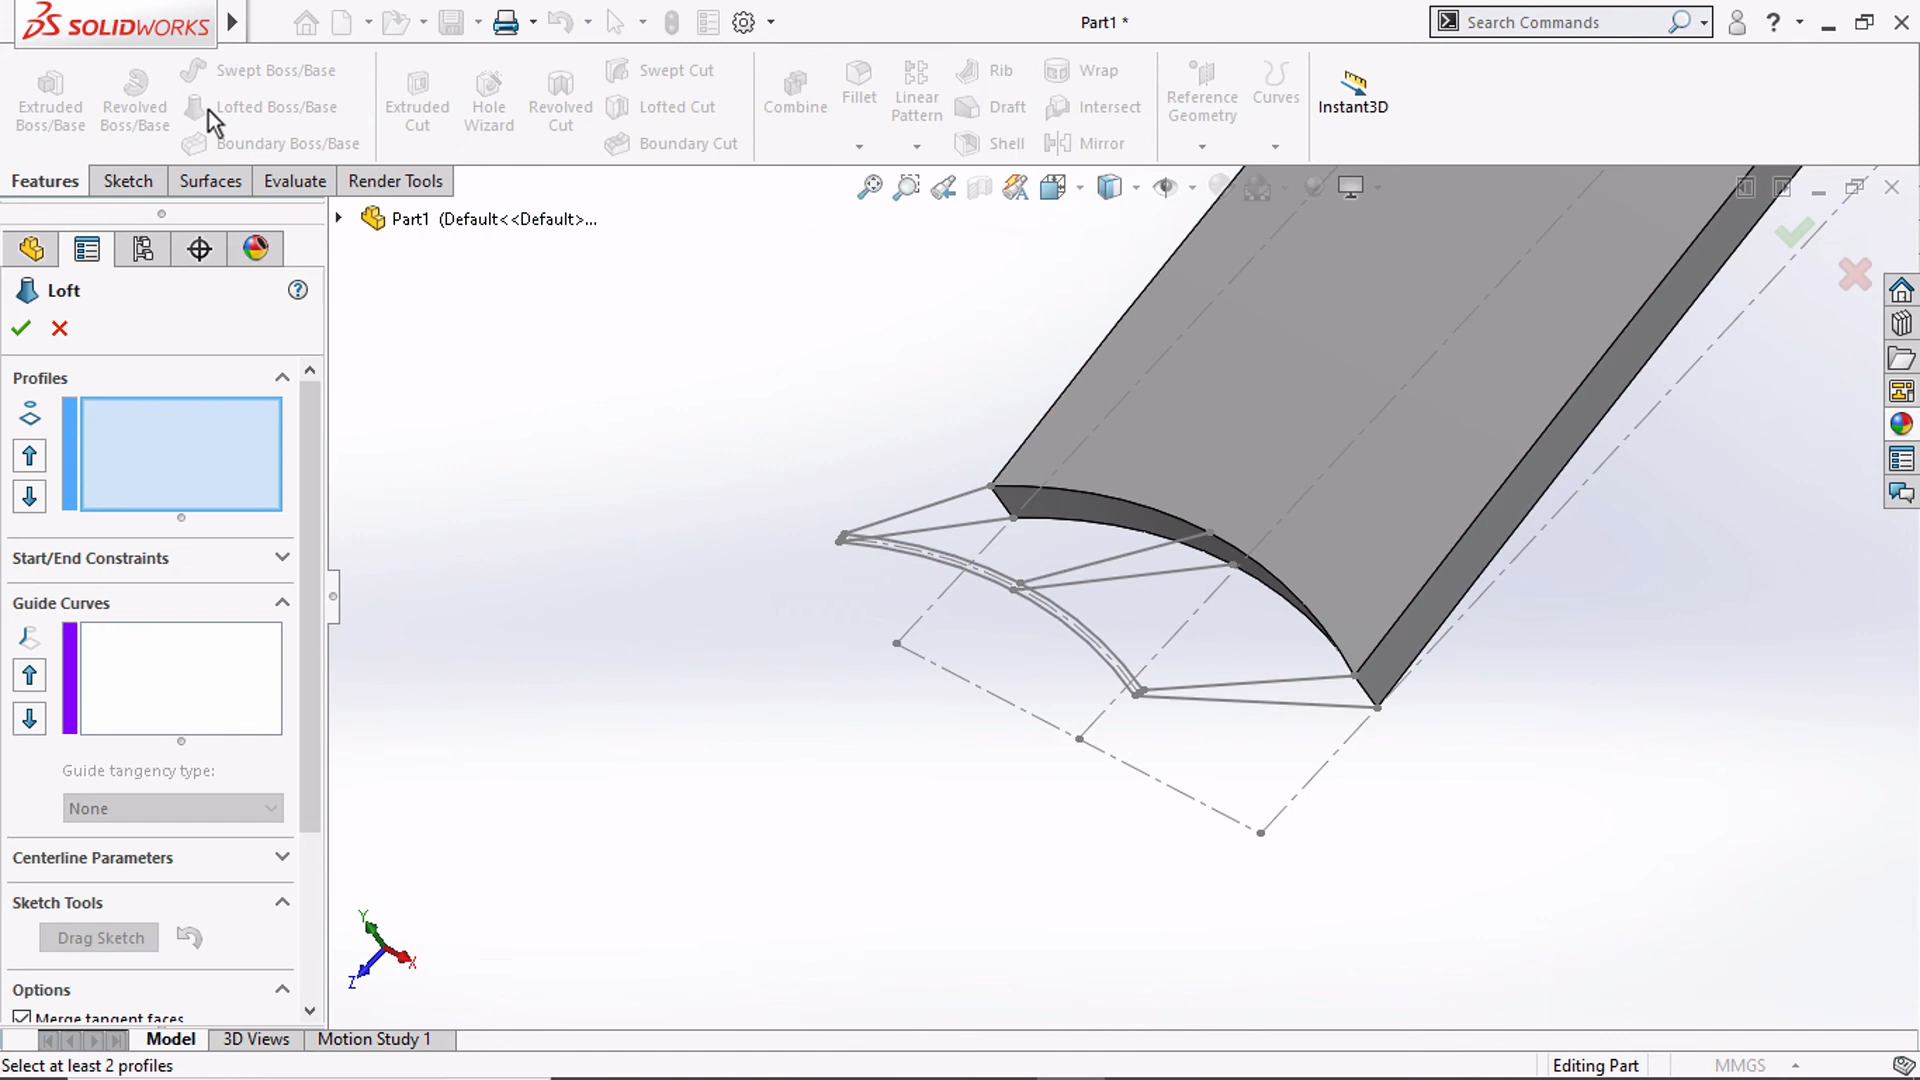 SOLIDWORKS
Part1 *
Search Commands
Extruded Boss/Base
Revolved Boss/Base
Swept Boss/Base
Lofted Boss/Base
Boundary Boss/Base
Extruded Cut
Hole Wizard
Revolved Cut
Swept Cut
Lofted Cut
Boundary Cut
Combine
Fillet
Linear Pattern
Rib
Draft
Shell
Wrap
Intersect
Mirror
Reference Geometry
Curves
Instant3D
Features
Sketch
Surfaces
Evaluate
Render Tools
Part1 (Default<<Default>...
Loft
Profiles
Start/End Constraints
Guide Curves
Guide tangency type:
None
Centerline Parameters
Sketch Tools
Drag Sketch
Options
Merge tangent faces
Y
X
Z
Model
3D Views
Motion Study 1
Select at least 2 profiles
Editing Part
MMGS